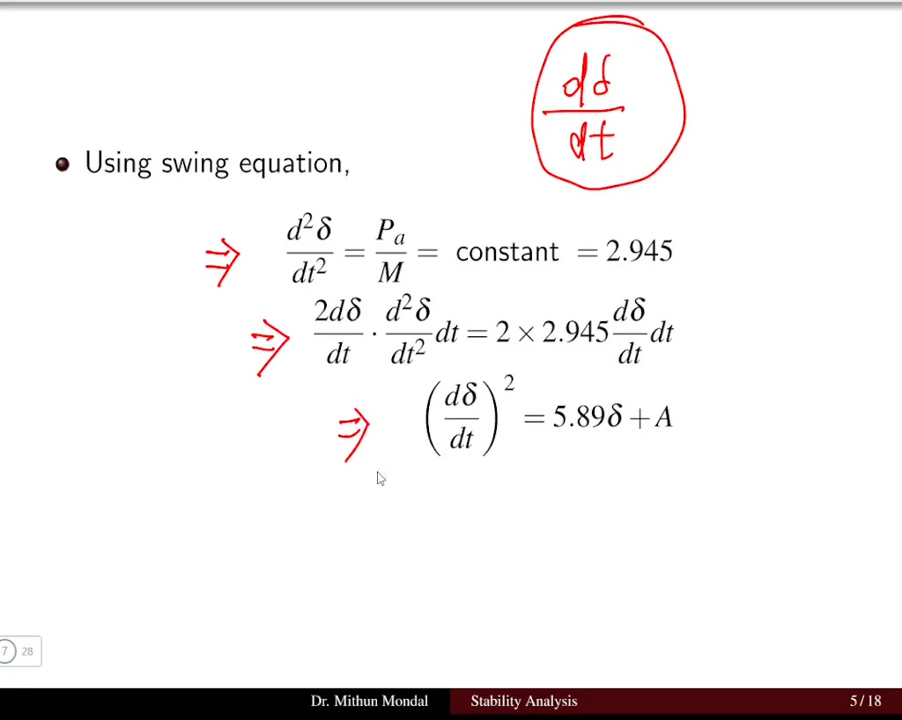 dδ/dt
Using swing equation,
⇒ d²δ/dt² = Pₐ/M = constant = 2.945
⇒ 2dδ/dt · d²δ/dt² dt = 2 × 2.945 dδ/dt dt
⇒ (dδ/dt)² = 5.89δ + A
7 28
Dr. Mithun Mondal Stability Analysis 5 / 18